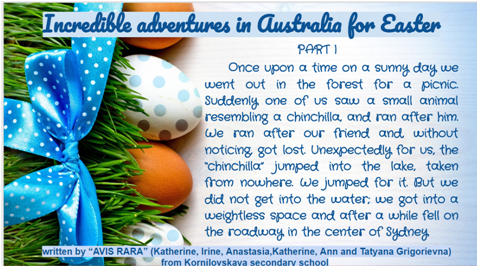 Incredible adventures in Australia for Easter
PART 1
Once upon a time on a sunny day we
went out in the forest for a picnic.
Suddenly one of us saw a small animal
resembling a chinchilla, and ran after him.
We ran after our friend and, without
noticing, got lost. Unexpectedly for us, the
"chinchilla" jumped into the lake, taken
from nowhere. We jumped for it. But we
did not get into the water; we got into a
weightless space and after a while fell on
the roadway in the center of Sydney.
written by "AVIS RARA" (Katherine, Irine, Anastasia,Katherine, Ann and Tatyana Grigorievna)
from Kornilovskaya secondary school